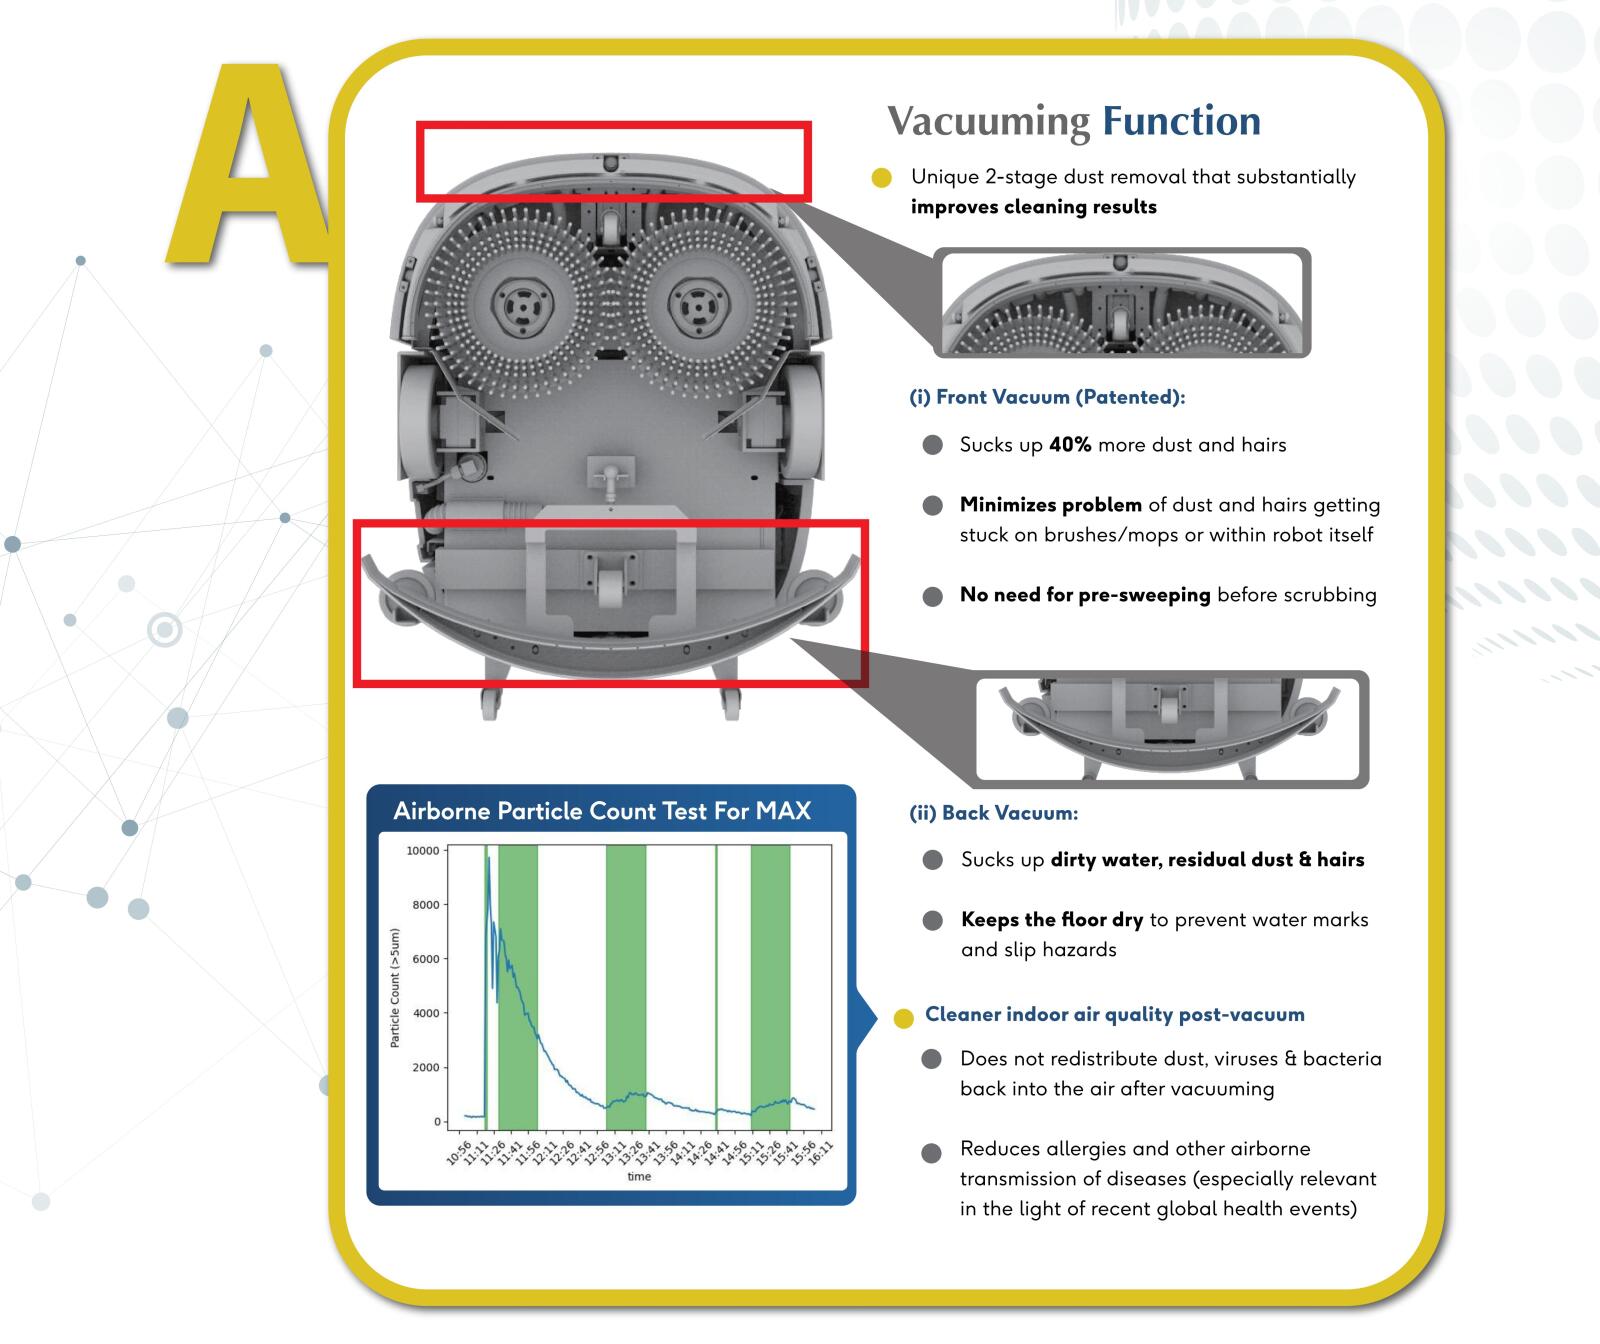 A
Vacuuming Function
Unique 2-stage dust removal that substantially
improves cleaning results
(i) Front Vacuum (Patented):
Sucks up 40% more dust and hairs
Minimizes problem of dust and hairs getting
stuck on brushes/mops or within robot itself
No need for pre-sweeping before scrubbing
(ii) Back Vacuum:
Sucks up dirty water, residual dust & hairs
Keeps the floor dry to prevent water marks
and slip hazards
Airborne Particle Count Test For MAX
Particle Count (>5um)
10000
8000
6000
4000
2000
0
10:56 11:11 11:26 11:41 11:56 12:11 12:26 12:41 12:56 13:11 13:26 13:41 13:56 14:11 14:26 14:41 14:56 15:11 15:26 15:41 15:56 16:11
time
Cleaner indoor air quality post-vacuum
Does not redistribute dust, viruses & bacteria
back into the air after vacuuming
Reduces allergies and other airborne
transmission of diseases (especially relevant
in the light of recent global health events)